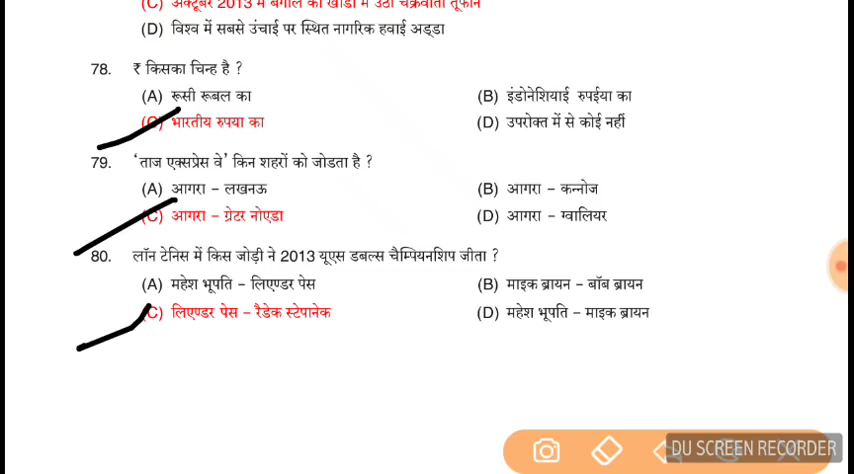 (C) अक्टूबर 2013 में बंगाल की खाडी में उठा चक्रवाती तूफान
(D) विश्व में सबसे उंचाई पर स्थित नागरिक हवाई अड्डा
78. ₹ किसका चिन्ह है ?
(A) रूसी रूबल का (B) इंडोनेशियाई रुपईया का
(C) भारतीय रुपया का (D) उपरोक्त में से कोई नहीं
79. ‘ताज एक्सप्रेस वे’ किन शहरों को जोडता है ?
(A) आगरा – लखनऊ (B) आगरा – कन्नोज
(C) आगरा – ग्रेटर नोएडा (D) आगरा – ग्वालियर
80. लॉन टेनिस में किस जोड़ी ने 2013 यूएस डबल्स चैम्पियनशिप जीता ?
(A) महेश भूपति – लिएण्डर पेस (B) माइक ब्रायन – बॉब ब्रायन
(C) लिएण्डर पेस – रैडेक स्टेपानेक (D) महेश भूपति – माइक ब्रायन
DU SCREEN RECORDER